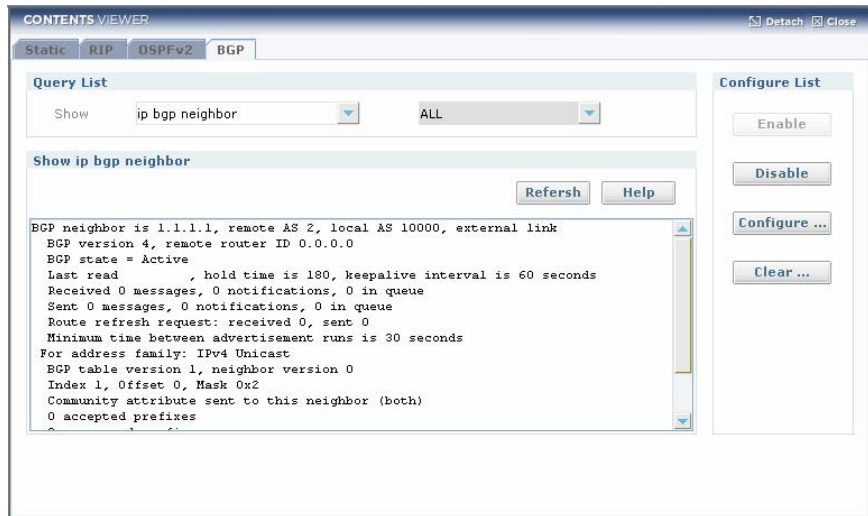 CONTENTS VIEWER
Detach Close
Static RIP OSPFv2 BGP
Query List
Show ip bgp neighbor ALL
Show ip bgp neighbor
Refersh Help
BGP neighbor is 1.1.1.1, remote AS 2, local AS 10000, external link
BGP version 4, remote router ID 0.0.0.0
BGP state = Active
Last read , hold time is 180, keepalive interval is 60 seconds
Received 0 messages, 0 notifications, 0 in queue
Sent 0 messages, 0 notifications, 0 in queue
Route refresh request: received 0, sent 0
Minimum time between advertisement runs is 30 seconds
For address family: IPv4 Unicast
BGP table version 1, neighbor version 0
Index 1, Offset 0, Mask 0x2
Community attribute sent to this neighbor (both)
0 accepted prefixes
Configure List
Enable
Disable
Configure ...
Clear ...